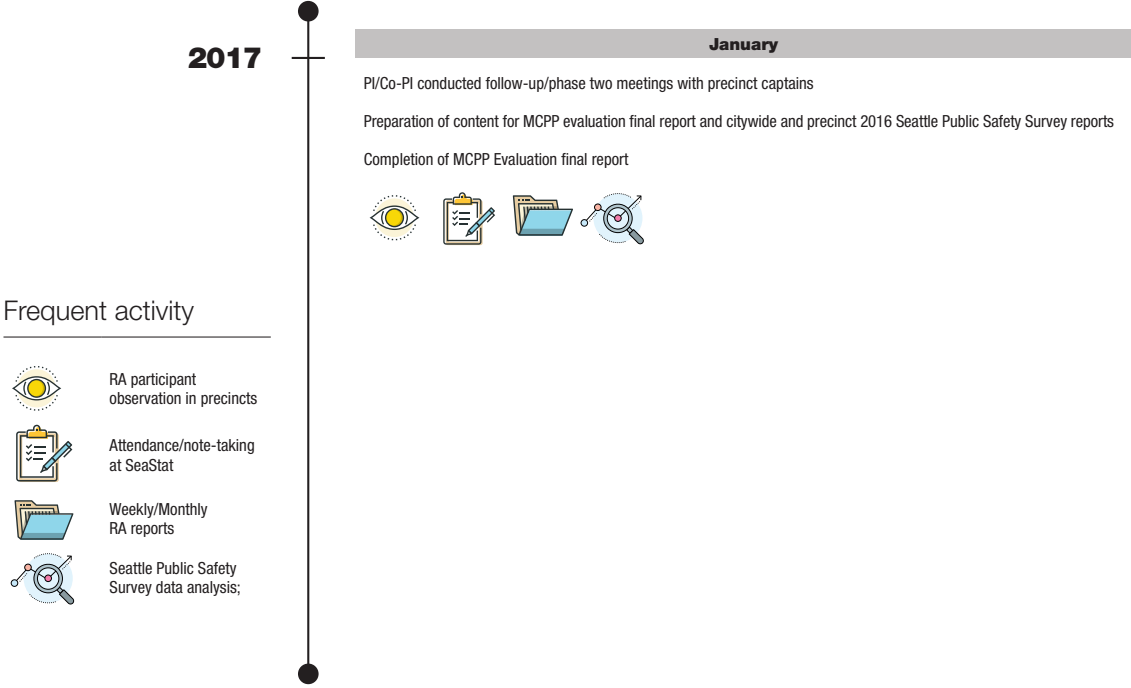 2017
January
PI/Co-PI conducted follow-up/phase two meetings with precinct captains
Preparation of content for MCPP evaluation final report and citywide and precinct 2016 Seattle Public Safety Survey reports
Completion of MCPP Evaluation final report
Frequent activity
RA participant
observation in precincts
Attendance/note-taking
at SeaStat
Weekly/Monthly
RA reports
Seattle Public Safety
Survey data analysis;